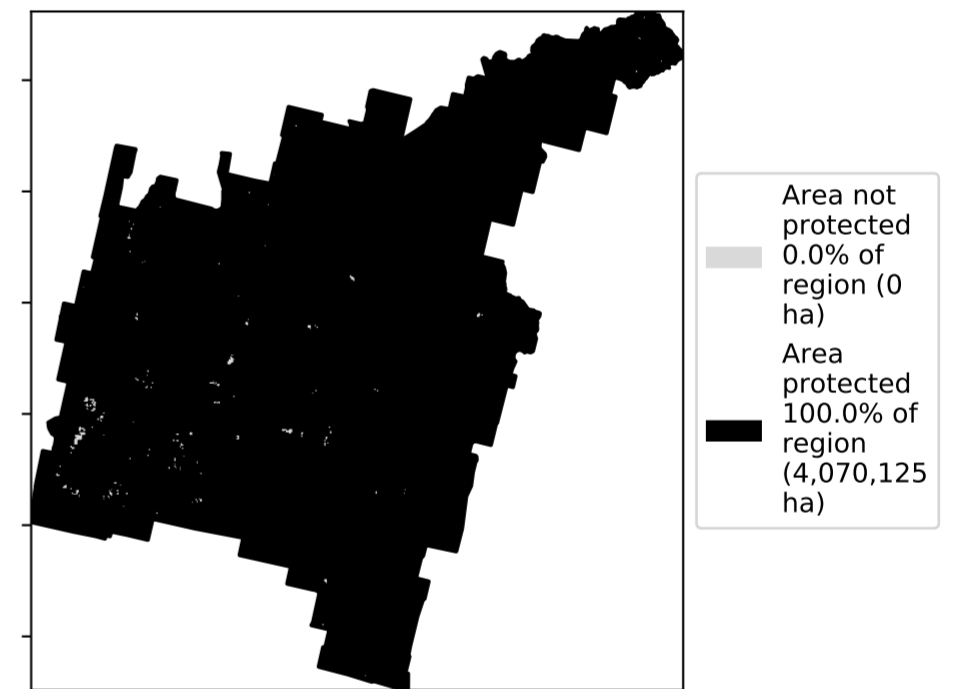 Area not
protected
0.0% of
region (0
ha)
Area
protected
100.0% of
region
(4,070,125
ha)